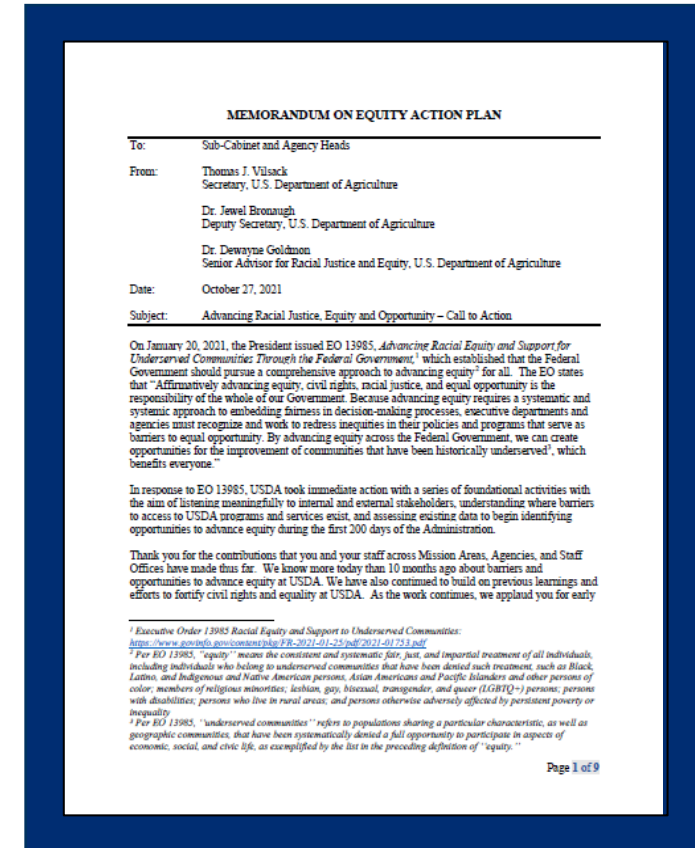 MEMORANDUM ON EQUITY ACTION PLAN
To: Sub-Cabinet and Agency Heads
From: Thomas J. Vilsack
Secretary, U.S. Department of Agriculture
Dr. Jewel Bronaugh
Deputy Secretary, U.S. Department of Agriculture
Dr. Dewayne Goldmon
Senior Advisor for Racial Justice and Equity, U.S. Department of Agriculture
Date: October 27, 2021
Subject: Advancing Racial Justice, Equity and Opportunity – Call to Action
On January 20, 2021, the President issued EO 13985, Advancing Racial Equity and Support for
Underserved Communities Through the Federal Government,¹ which established that the Federal
Government should pursue a comprehensive approach to advancing equity² for all. The EO states
that “Affirmatively advancing equity, civil rights, racial justice, and equal opportunity is the
responsibility of the whole of our Government. Because advancing equity requires a systematic and
systemic approach to embedding fairness in decision-making processes, executive departments and
agencies must recognize and work to redress inequities in their policies and programs that serve as
barriers to equal opportunity. By advancing equity across the Federal Government, we can create
opportunities for the improvement of communities that have been historically underserved³, which
benefits everyone.”
In response to EO 13985, USDA took immediate action with a series of foundational activities with
the aim of listening meaningfully to internal and external stakeholders, understanding where barriers
to access to USDA programs and services exist, and assessing existing data to begin identifying
opportunities to advance equity during the first 200 days of the Administration.
Thank you for the contributions that you and your staff across Mission Areas, Agencies, and Staff
Offices have made thus far. We know more today than 10 months ago about barriers and
opportunities to advance equity at USDA. We have also continued to build on previous learnings and
efforts to fortify civil rights and equality at USDA. As the work continues, we applaud you for early
¹ Executive Order 13985 Racial Equity and Support to Underserved Communities:
https://www.govinfo.gov/content/pkg/FR-2021-01-25/pdf/2021-01753.pdf
² Per EO 13985, “equity’’ means the consistent and systematic fair, just, and impartial treatment of all individuals,
including individuals who belong to underserved communities that have been denied such treatment, such as Black,
Latino, and Indigenous and Native American persons, Asian Americans and Pacific Islanders and other persons of
color; members of religious minorities; lesbian, gay, bisexual, transgender, and queer (LGBTQ+) persons; persons
with disabilities; persons who live in rural areas; and persons otherwise adversely affected by persistent poverty or
inequality
³ Per EO 13985, ‘‘underserved communities’’ refers to populations sharing a particular characteristic, as well as
geographic communities, that have been systematically denied a full opportunity to participate in aspects of
economic, social, and civic life, as exemplified by the list in the preceding definition of ‘‘equity.’’
Page 1 of 9